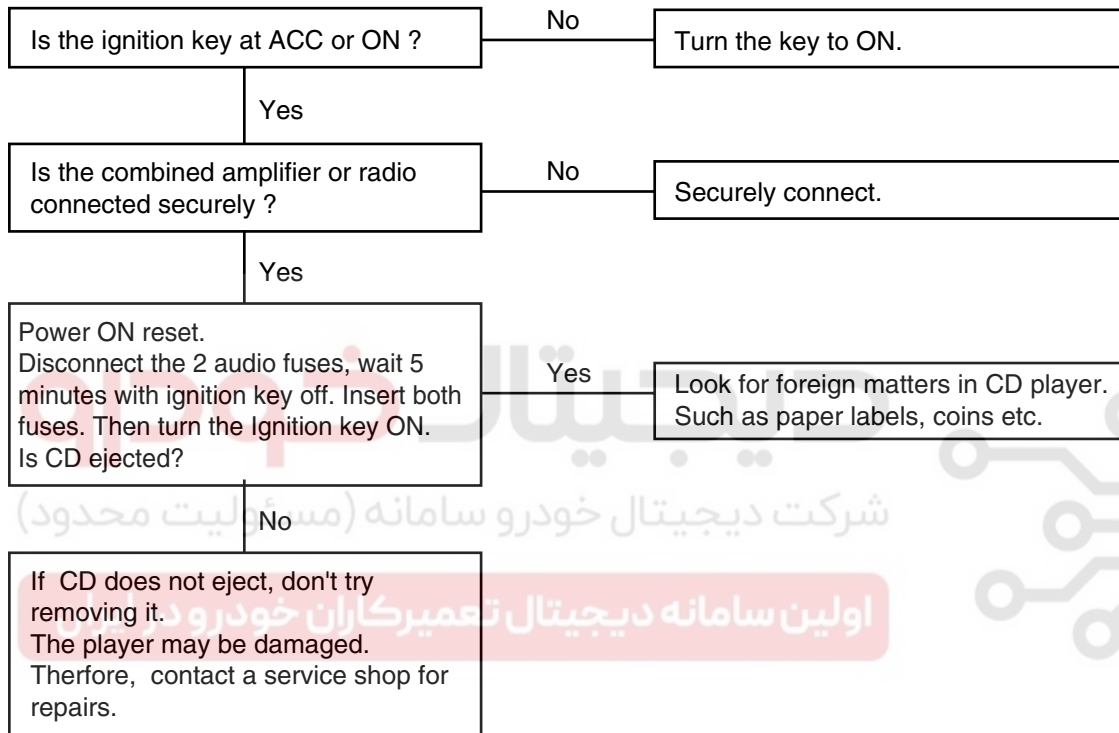 Is the ignition key at ACC or ON ?
No
Turn the key to ON.
Yes
Is the combined amplifier or radio
connected securely ?
No
Securely connect.
Yes
Power ON reset.
Disconnect the 2 audio fuses, wait 5
minutes with ignition key off. Insert both
fuses. Then turn the Ignition key ON.
Is CD ejected?
Yes
Look for foreign matters in CD player.
Such as paper labels, coins etc.
دیجیتال خودرو
شرکت دیجیتال خودرو سامانه (مسئولیت محدود)
No
If CD does not eject, don't try
removing it.
The player may be damaged.
Therfore, contact a service shop for
repairs.
اولین سامانه دیجیتال تعمیرکاران خودرو در ایران